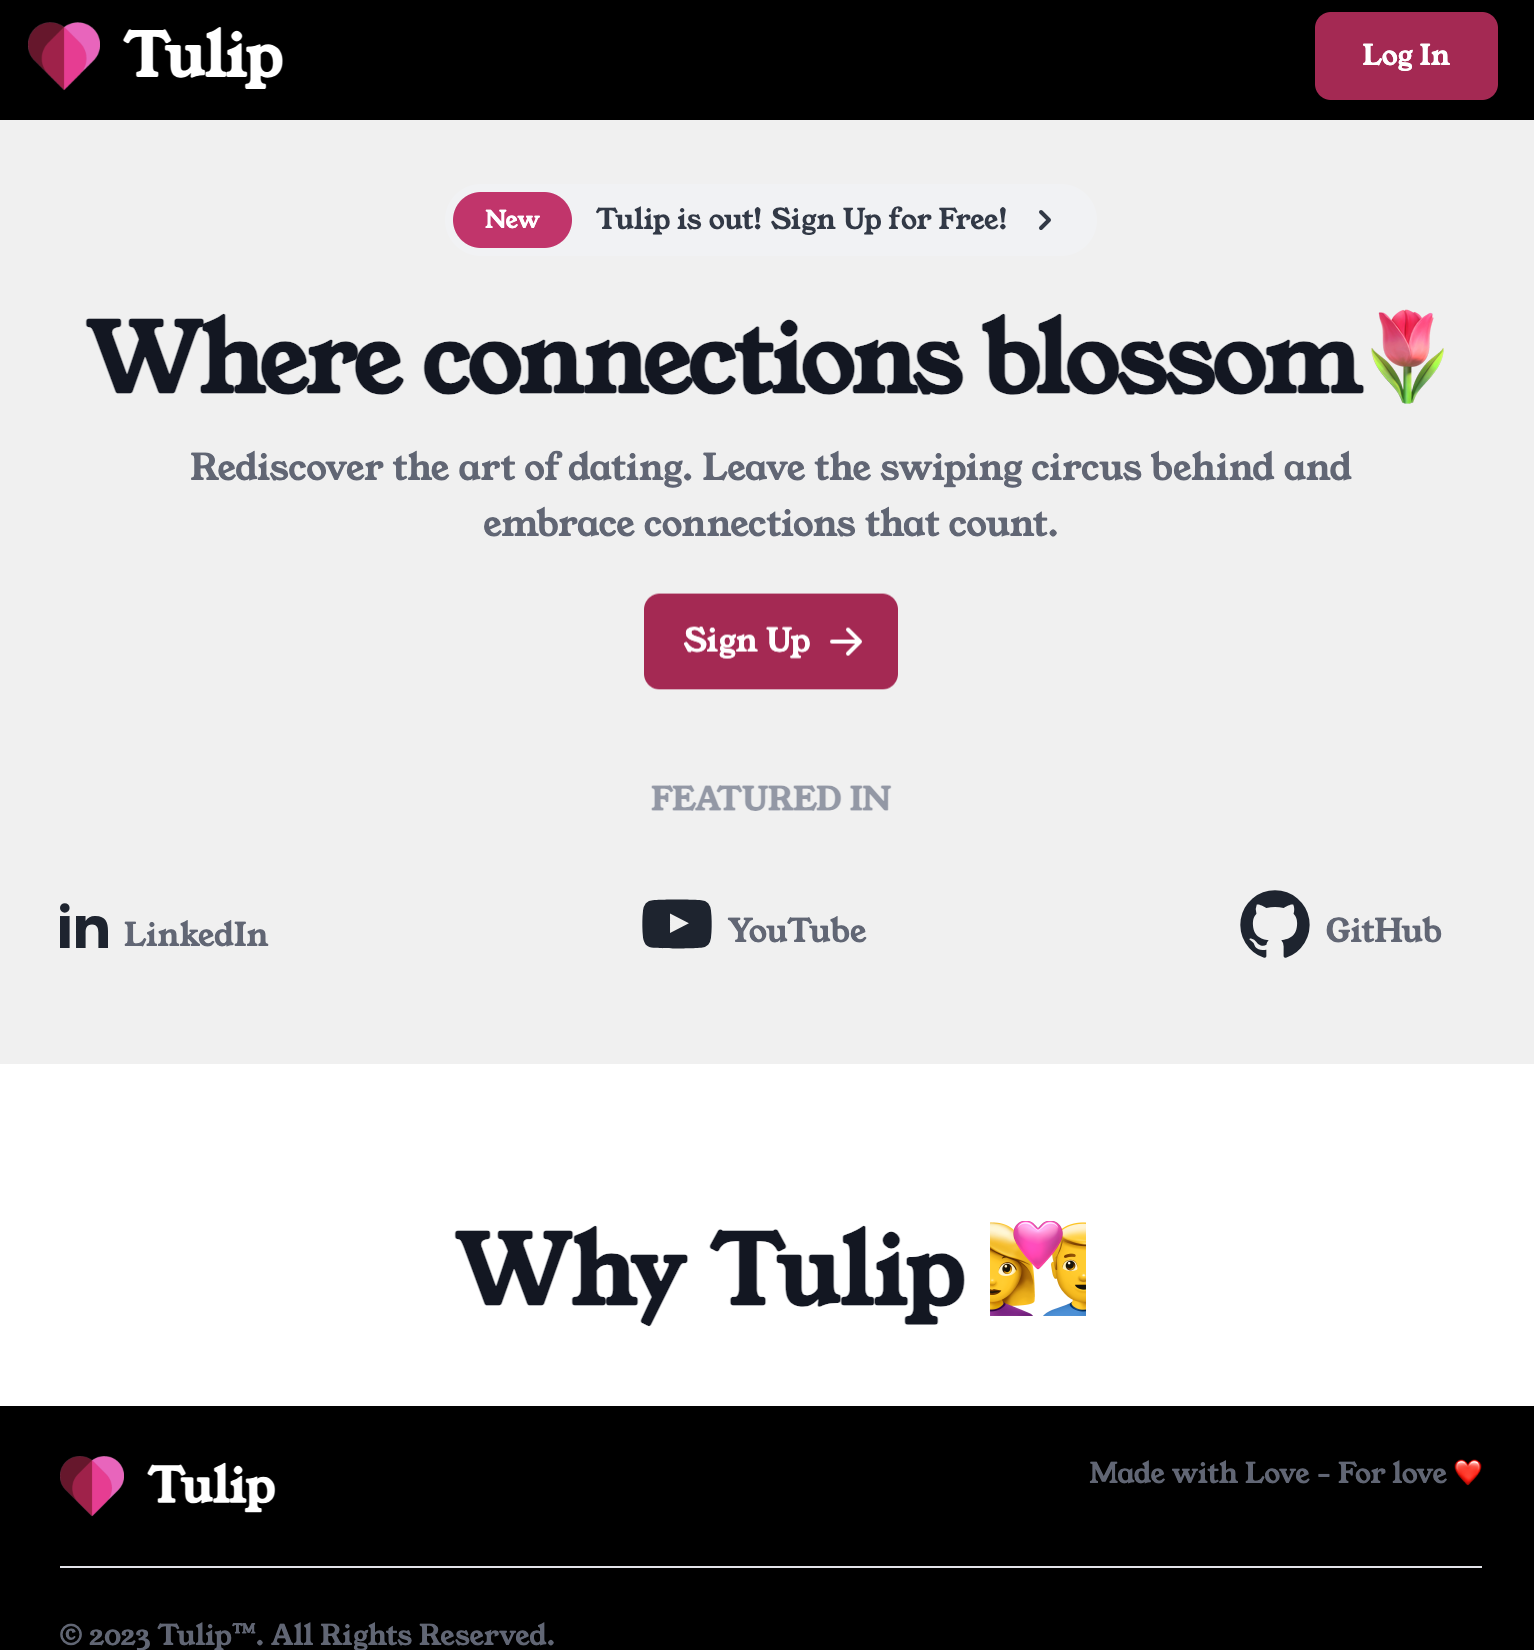 Tulip
Log In
New
Tulip is out! Sign Up for Free!
Where connections blossom🌷
Rediscover the art of dating. Leave the swiping circus behind and
embrace connections that count.
Sign Up
FEATURED IN
LinkedIn
YouTube
GitHub
Why Tulip
Tulip
Made with Love - For love ❤️
© 2023 Tulip™. All Rights Reserved.